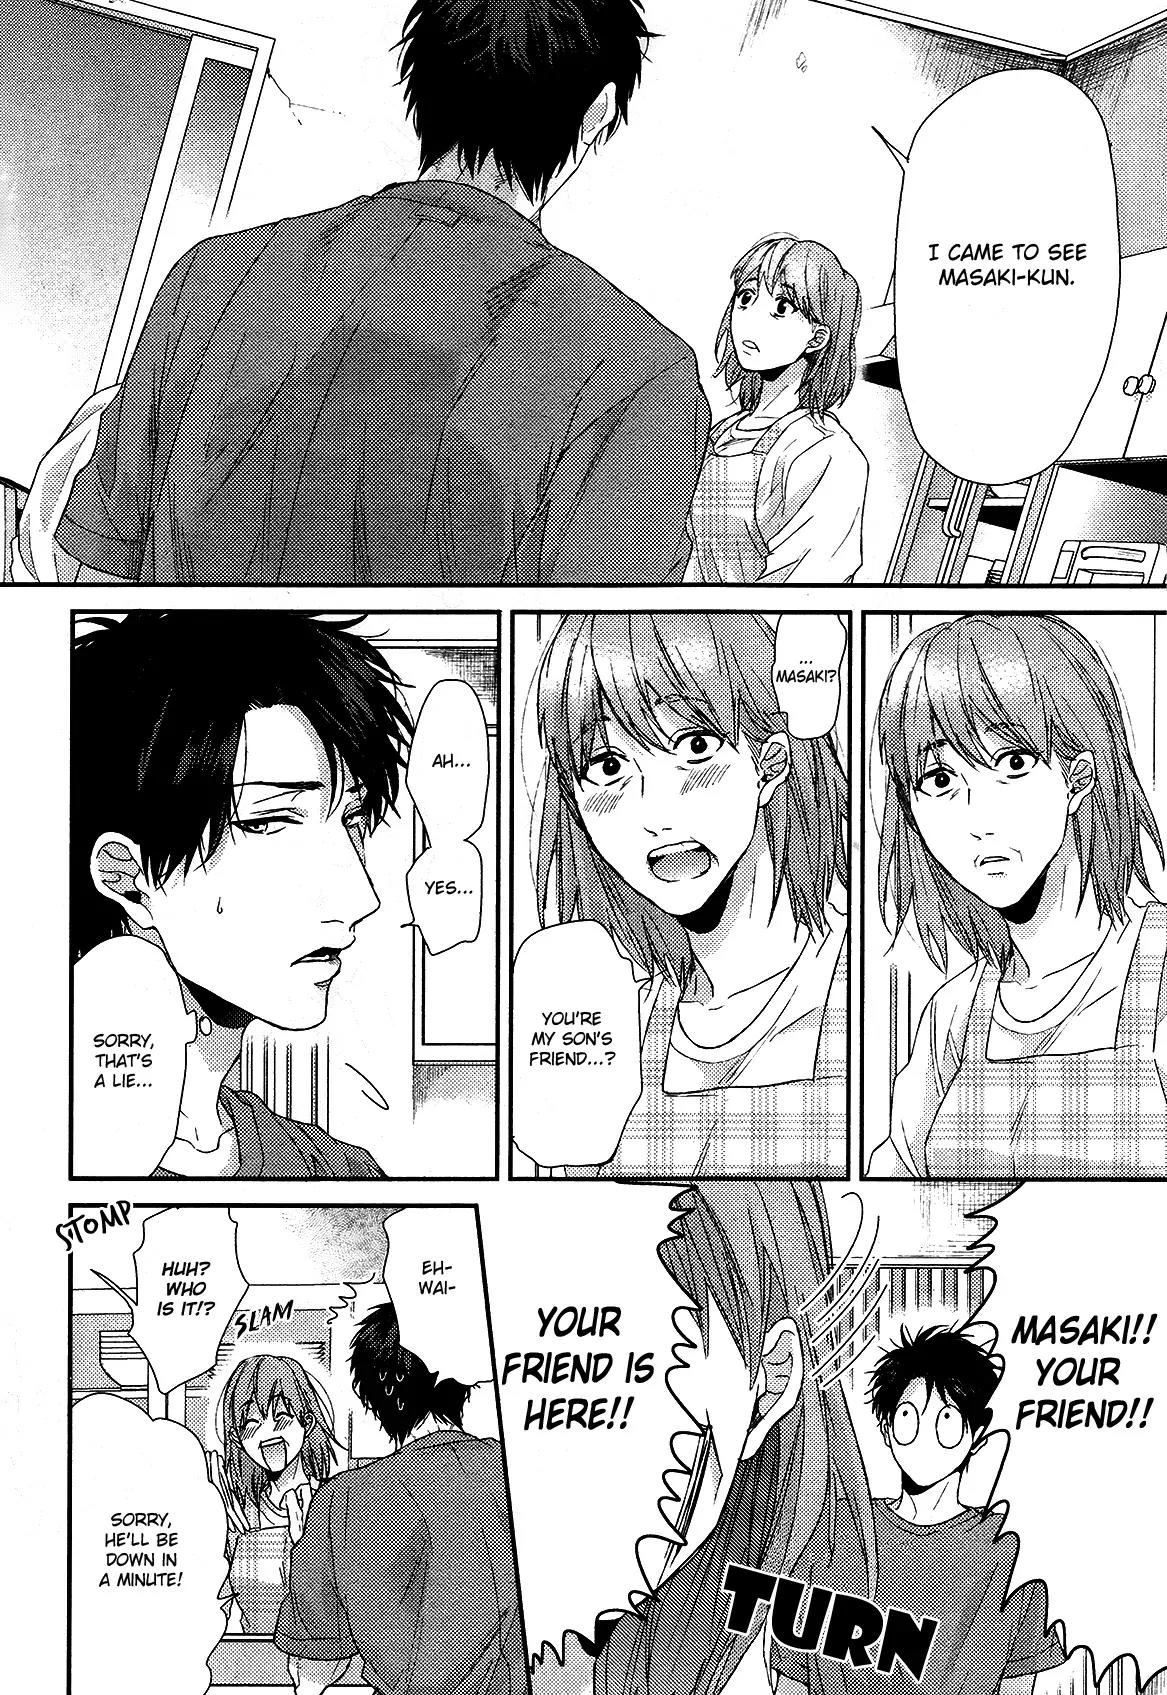 I CAME TO SEE
MASAKI-KUN.
...
MASAKI?
YOU'RE
MY SON'S
FRIEND...?
AH...
YES...
SORRY,
THAT'S
A LIE...
MASAKI!!
YOUR
FRIEND!!
TURN
YOUR
FRIEND IS
HERE!!
EH-
WAI-
SLAM
STOMP
HUH?
WHO
IS IT!?
SORRY,
HE'LL BE
DOWN IN
A MINUTE!